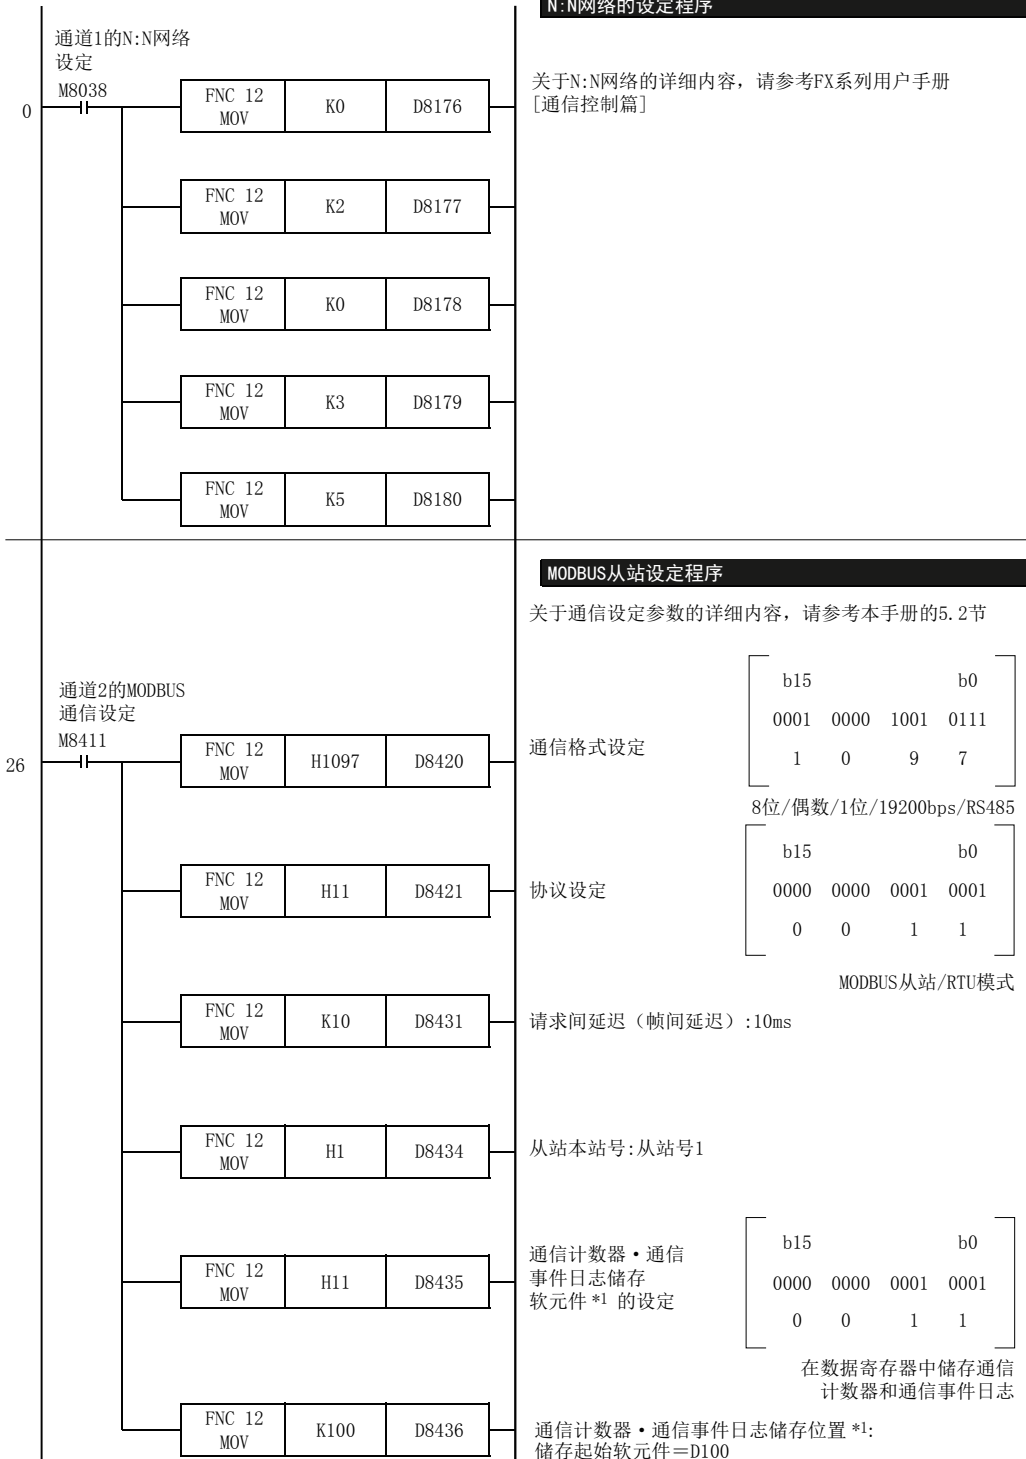 N:N网络的设定程序
通道1的N:N网络
设定
M8038
0
FNC 12
MOV
K0
D8176
关于N:N网络的详细内容，请参考FX系列用户手册
[通信控制篇]
FNC 12
MOV
K2
D8177
FNC 12
MOV
K0
D8178
FNC 12
MOV
K3
D8179
FNC 12
MOV
K5
D8180
MODBUS从站设定程序
关于通信设定参数的详细内容，请参考本手册的5.2节
通道2的MODBUS
通信设定
M8411
26
FNC 12
MOV
H1097
D8420
通信格式设定
b15 b0
0001 0000 1001 0111
1 0 9 7
8位/偶数/1位/19200bps/RS485
FNC 12
MOV
H11
D8421
协议设定
b15 b0
0000 0000 0001 0001
0 0 1 1
MODBUS从站/RTU模式
FNC 12
MOV
K10
D8431
请求间延迟（帧间延迟）:10ms
FNC 12
MOV
H1
D8434
从站本站号:从站号1
FNC 12
MOV
H11
D8435
通信计数器·通信
事件日志储存
软元件*1 的设定
b15 b0
0000 0000 0001 0001
0 0 1 1
在数据寄存器中储存通信
计数器和通信事件日志
FNC 12
MOV
K100
D8436
通信计数器·通信事件日志储存位置*1:
储存起始软元件＝D100